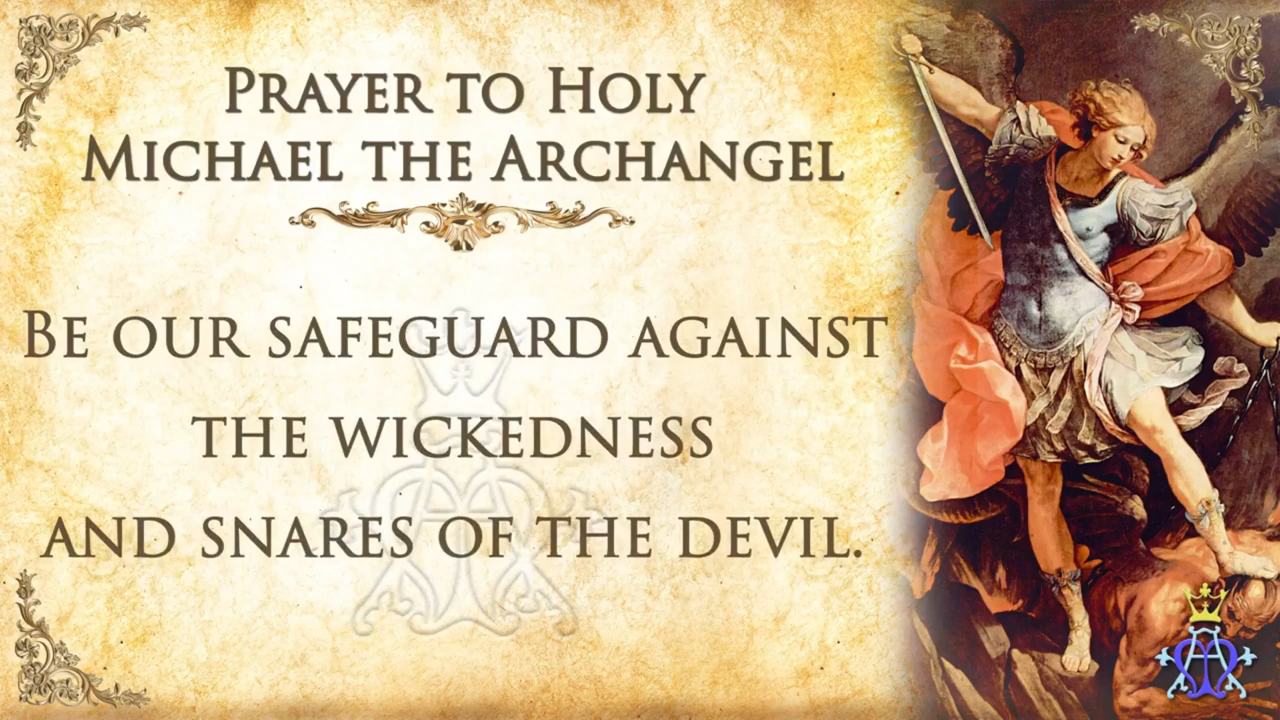 Prayer to Holy
Michael the Archangel
Be our safeguard against
the wickedness
and snares of the devil.